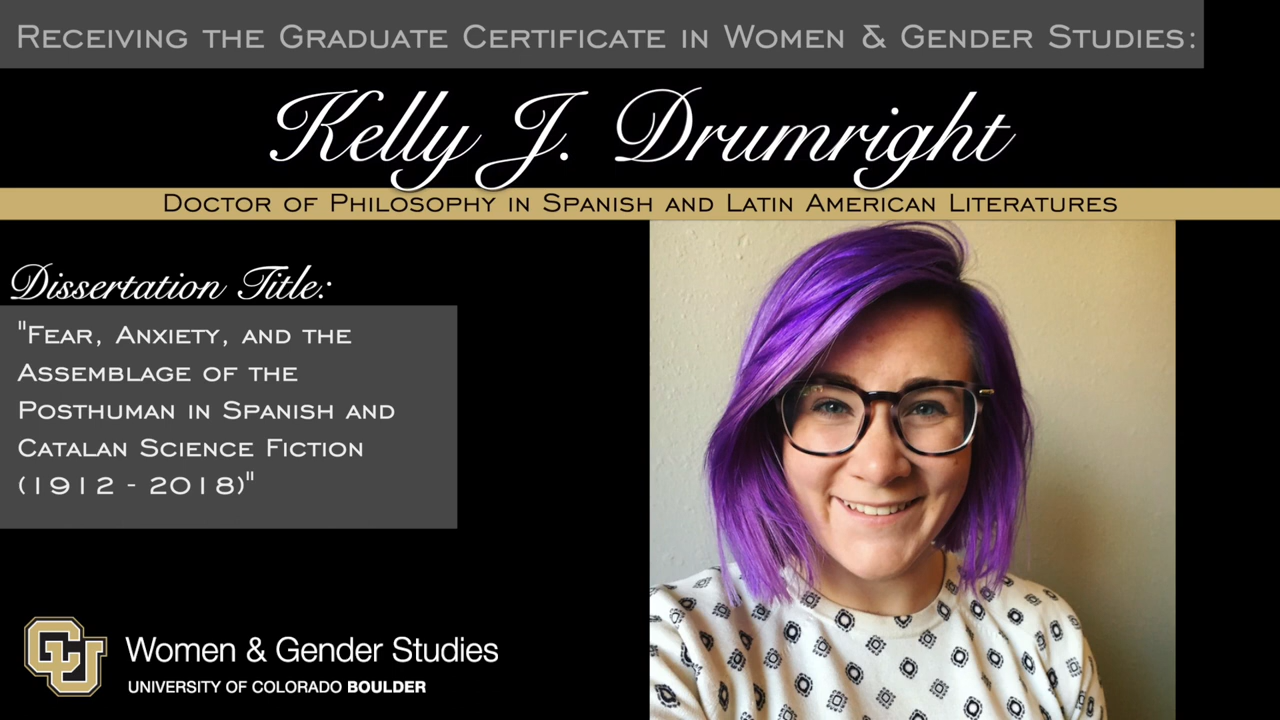 Receiving the Graduate Certificate in Women & Gender Studies:
Kelly J. Drumright
Doctor of Philosophy in Spanish and Latin American Literatures
Dissertation Title:
"Fear, Anxiety, and the
Assemblage of the
Posthuman in Spanish and
Catalan Science Fiction
(1912 - 2018)"
CU
Women & Gender Studies
UNIVERSITY OF COLORADO BOULDER